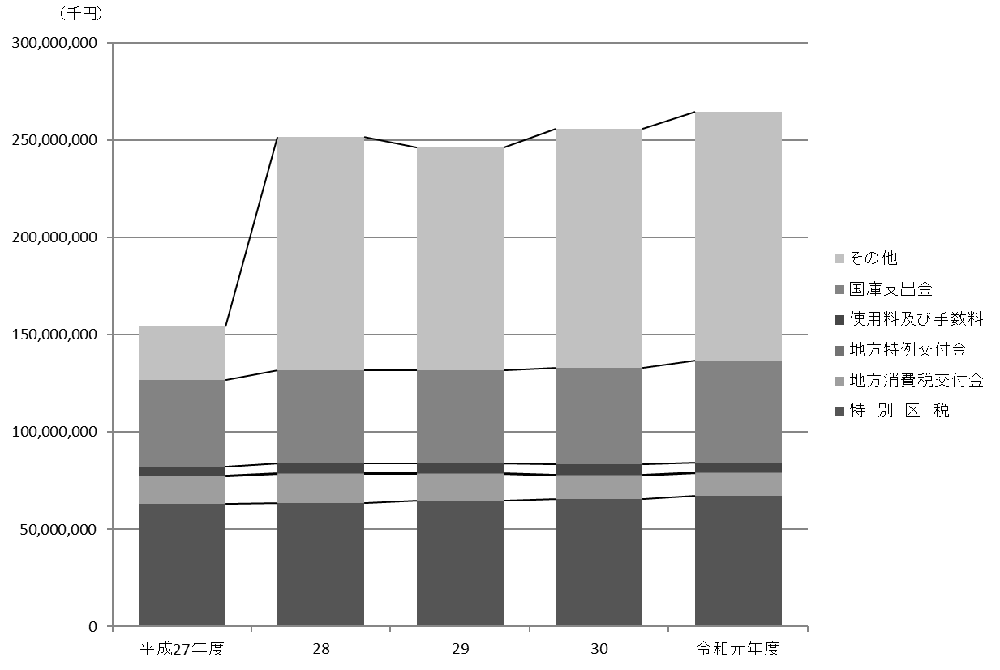 （千円）
300,000,000
250,000,000
200,000,000
150,000,000
100,000,000
50,000,000
0
平成27年度 28 29 30 令和元年度
その他
国庫支出金
使用料及び手数料
地方特例交付金
地方消費税交付金
特 別 区 税